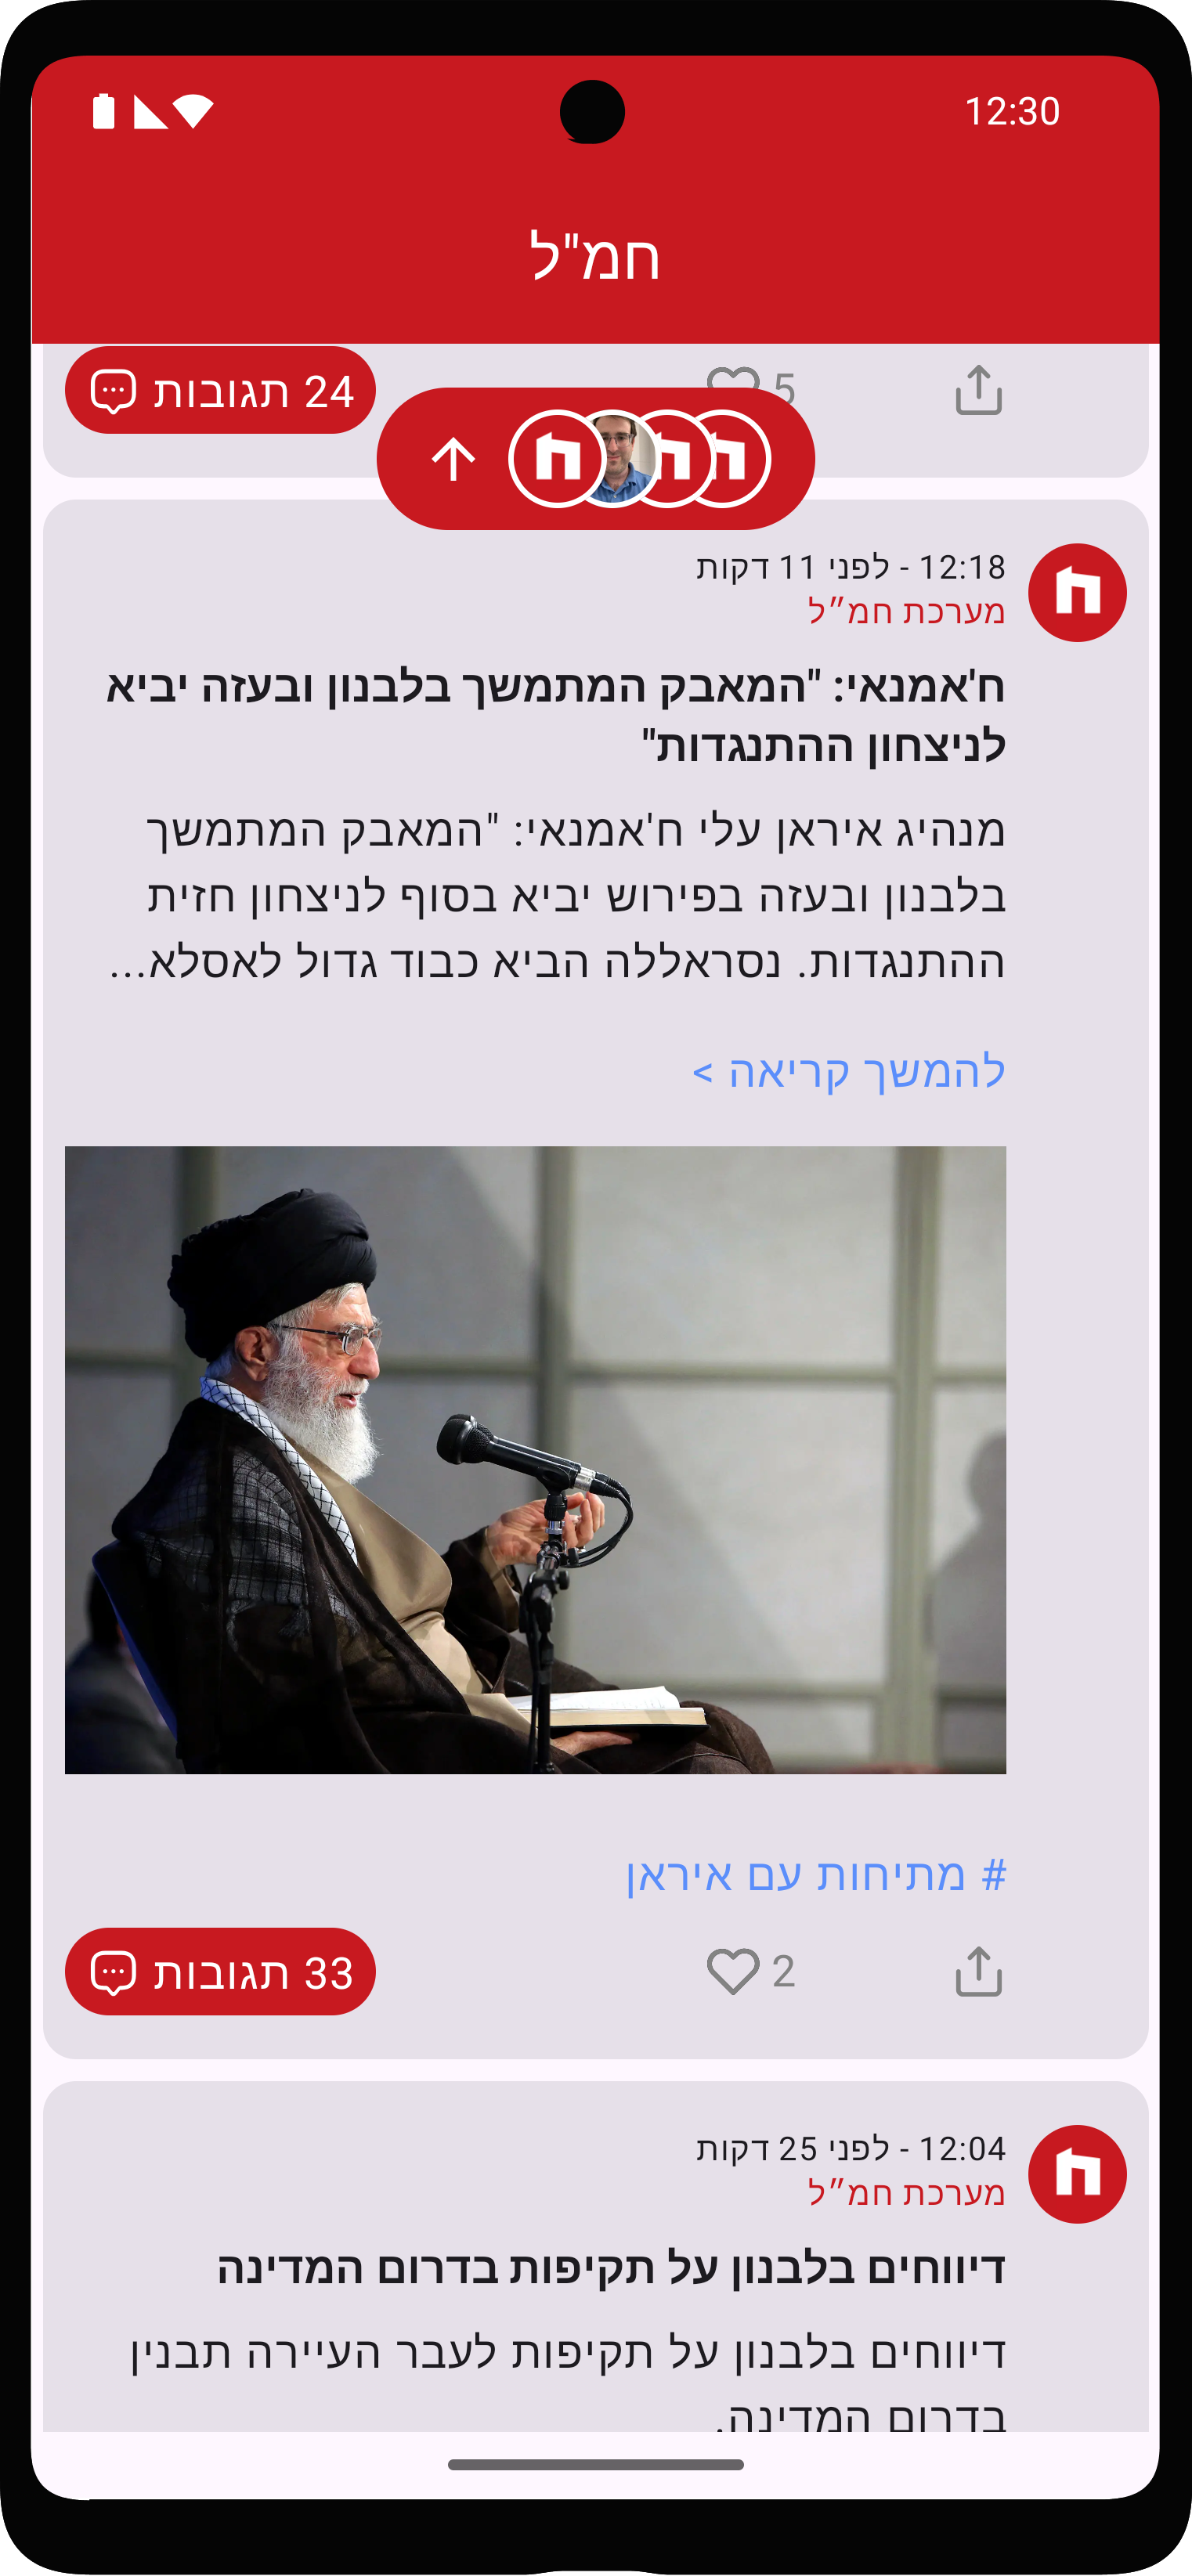 12:30
חמ"ל
5
24 תגובות
12:18 - לפני 11 דקות
מערכת חמ״ל
ח'אמנאי: "המאבק המתמשך בלבנון ובעזה יביא
לניצחון ההתנגדות"
מנהיג איראן עלי ח'אמנאי: "המאבק המתמשך
בלבנון ובעזה בפירוש יביא בסוף לניצחון חזית
ההתנגדות. נסראללה הביא כבוד גדול לאסלא...
להמשך קריאה >
# מתיחות עם איראן
2
33 תגובות
12:04 - לפני 25 דקות
מערכת חמ״ל
דיווחים בלבנון על תקיפות בדרום המדינה
דיווחים בלבנון על תקיפות לעבר העיירה תבנין
בדרום המדינה.